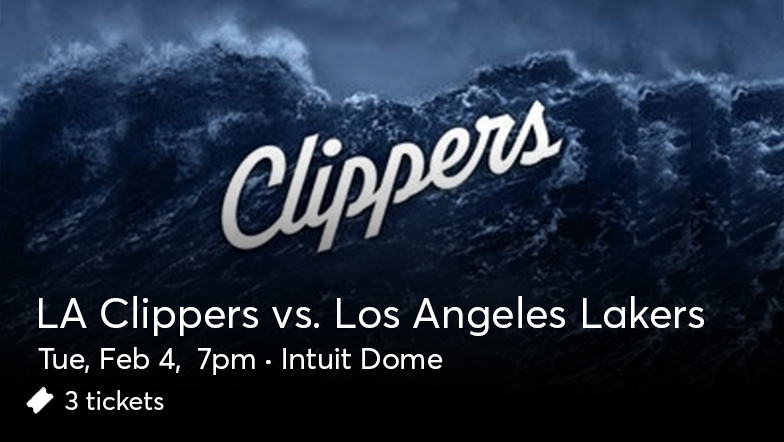 Clippers
LA Clippers vs. Los Angeles Lakers
Tue, Feb 4, 7pm · Intuit Dome
3 tickets